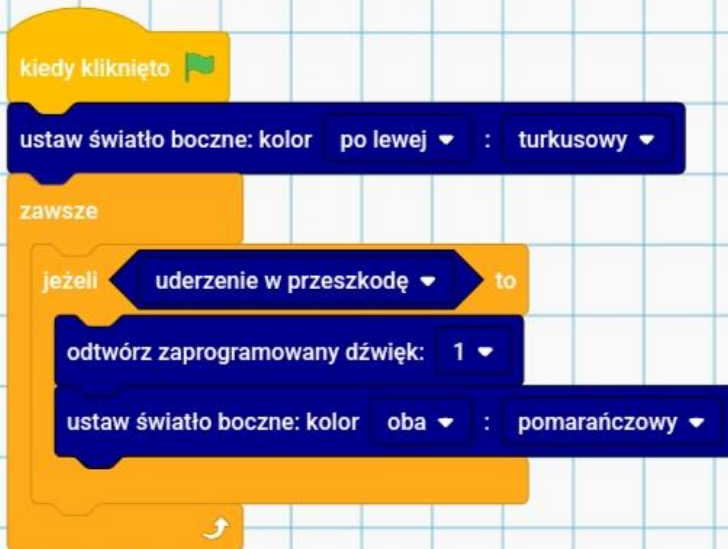 kiedy kliknięto
ustaw światło boczne: kolor po lewej : turkusowy
zawsze
jeżeli uderzenie w przeszkodę to
odtwórz zaprogramowany dźwięk: 1
ustaw światło boczne: kolor oba : pomarańczowy